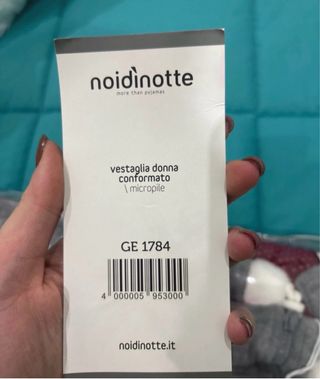 noidìnotte
more than pyjamas
vestaglia donna
conformato
\ micropile
GE 1784
4 000005 953000
noidinotte.it